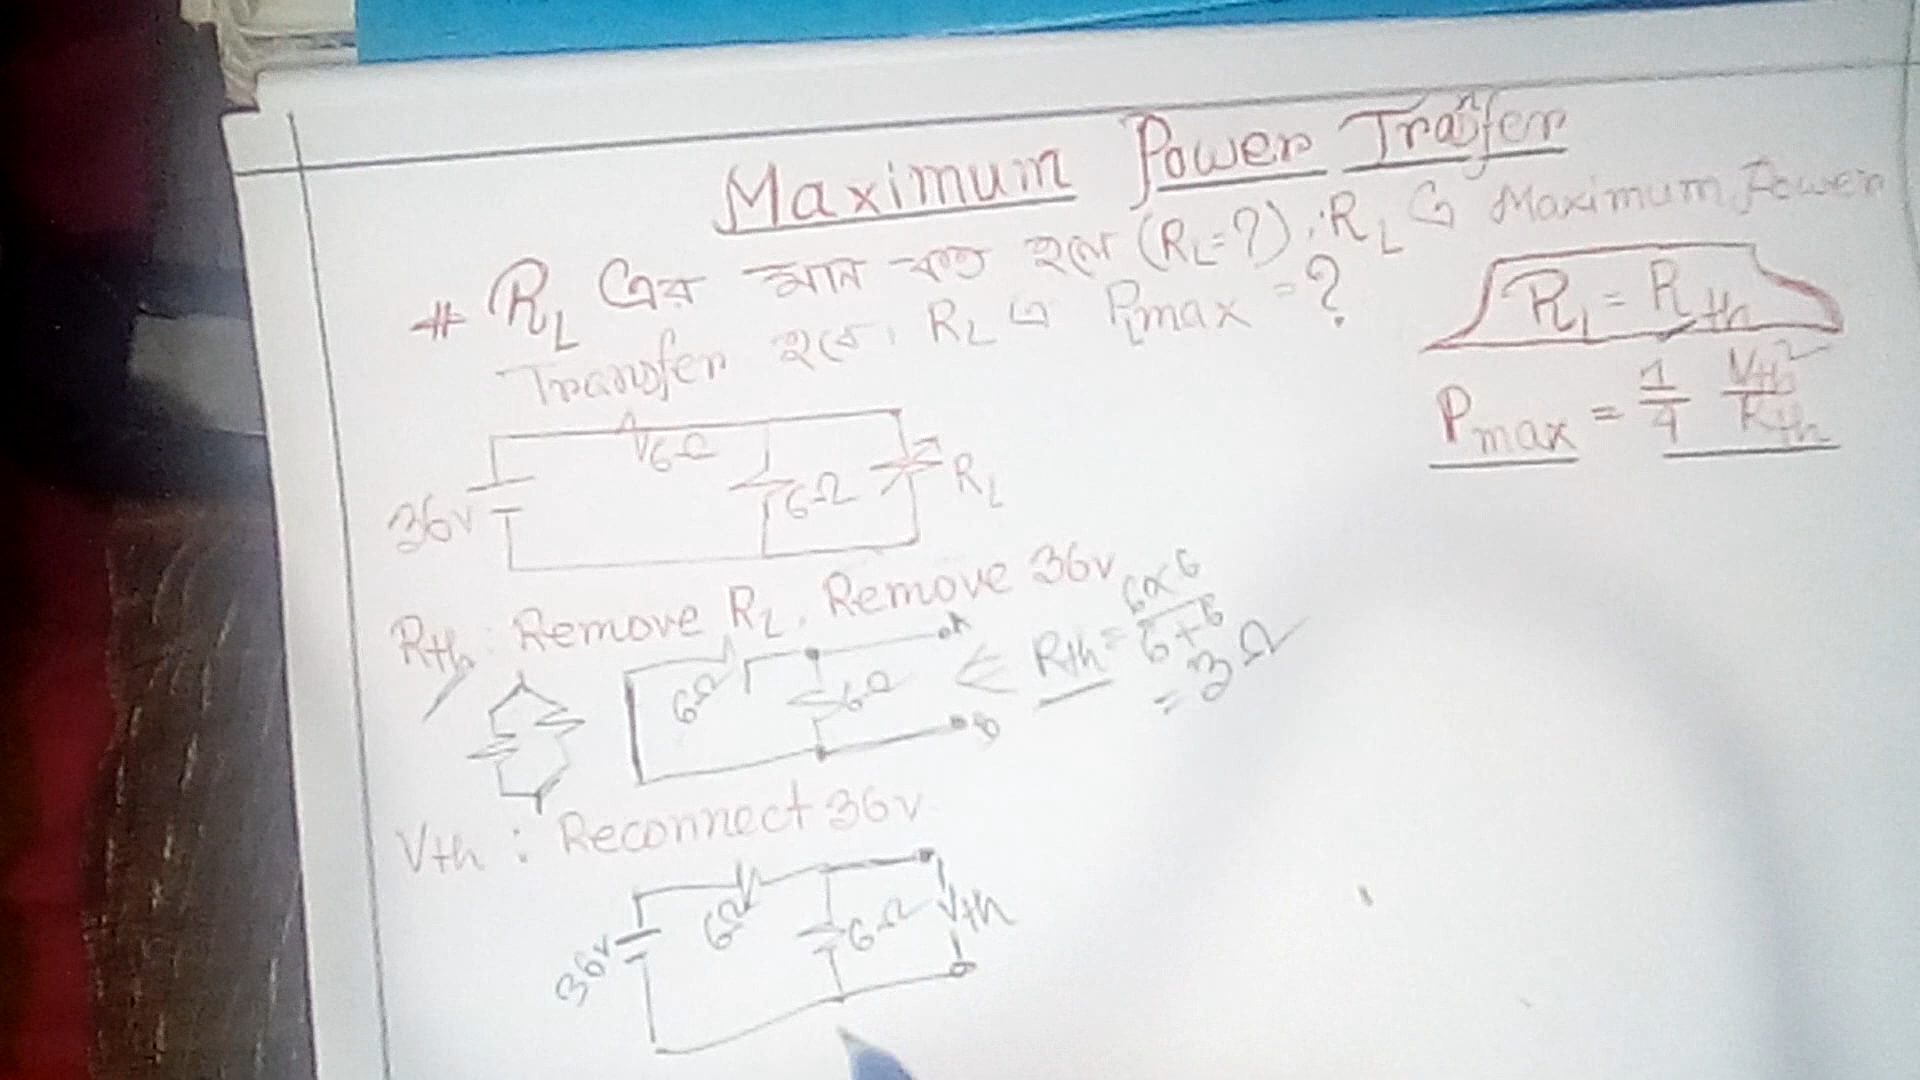 Maximum Power Transfer
# RL এর মান কত হলে (RL=?), RL এ Maximum Power
Transfer হবে। RL এ Pmax = ?
RL = Rth
Pmax = 1/4 Vth²/Rth
6Ω
36v
6Ω
RL
Rth : Remove RL, Remove 36v
6Ω
6Ω
A
B
Rth = 6×6/6+6
= 3Ω
Vth : Reconnect 36v
36v
6Ω
6Ω
Vth